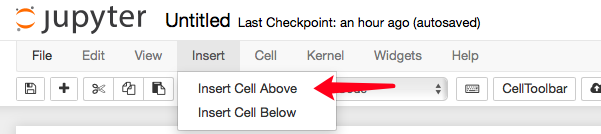 jupyter Untitled Last Checkpoint: an hour ago (autosaved)
File Edit View Insert Cell Kernel Widgets Help
Insert Cell Above
CellToolbar
Insert Cell Below